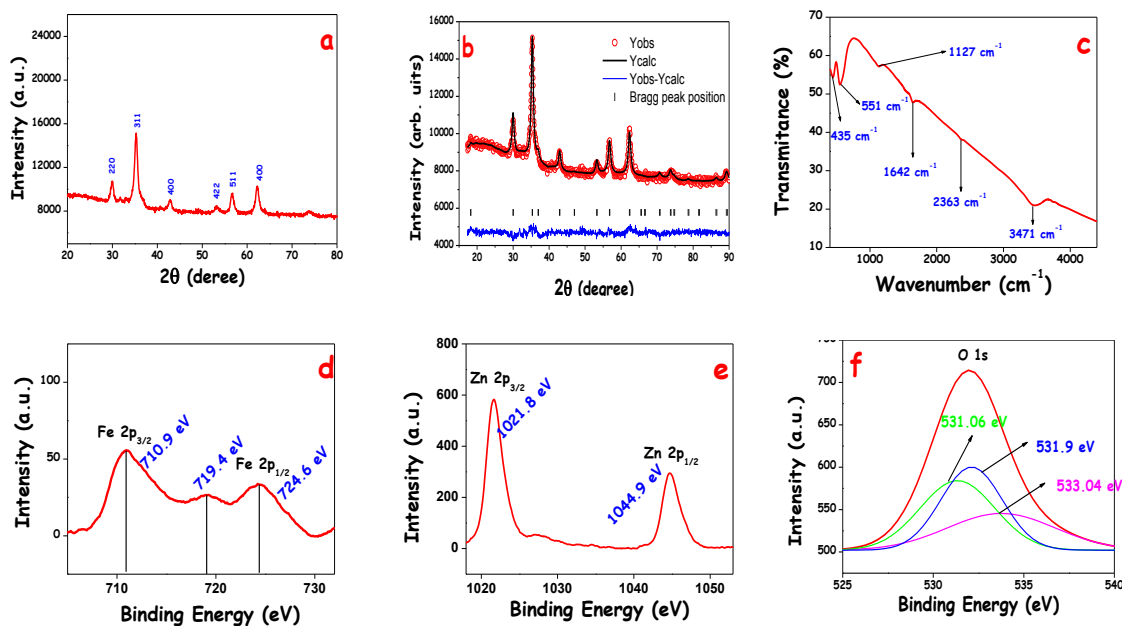 a
Intensity (a.u.)
24000
20000
16000
12000
8000
220
311
400
422
511
400
20 30 40 50 60 70 80
2θ (deree)
b
Intensity (arb. uits)
16000
14000
12000
10000
8000
6000
4000
Yobs
Ycalc
Yobs-Ycalc
Bragg peak position
20 30 40 50 60 70 80 90
2θ (degree)
c
Transmitance (%)
70
60
50
40
30
20
10
1127 cm⁻¹
551 cm⁻¹
435 cm⁻¹
1642 cm⁻¹
2363 cm⁻¹
3471 cm⁻¹
1000 2000 3000 4000
Wavenumber (cm⁻¹)
d
Intensity (a.u.)
100
50
0
Fe 2p3/2
710.9 eV
719.4 eV
Fe 2p1/2
724.6 eV
710 720 730
Binding Energy (eV)
e
Intensity (a.u.)
800
600
400
200
0
Zn 2p3/2
1021.8 eV
Zn 2p1/2
1044.9 eV
1020 1030 1040 1050
Binding Energy (eV)
f
O 1s
Intensity (a.u.)
700
650
600
550
500
531.06 eV
531.9 eV
533.04 eV
525 530 535 540
Binding Energy (eV)